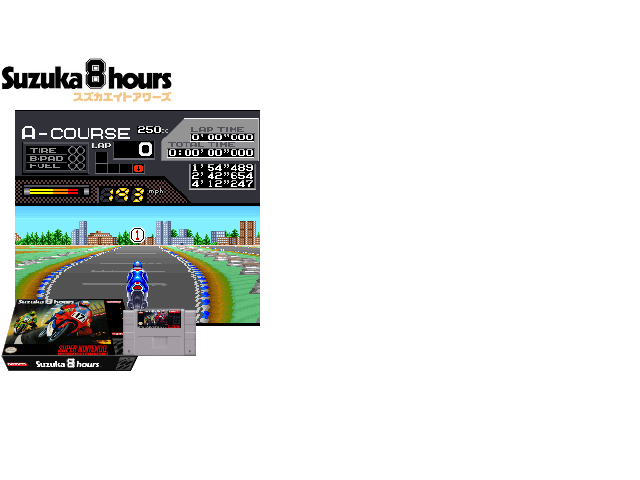 Suzuka 8 hours
スズカエイトアワーズ
A-COURSE 250cc
LAP TIME
0'00"000
TOTAL TIME
0:00'00"000
LAP
0
TIRE
B.PAD
FUEL
1'54"489
2'42"654
4'12"247
193 mph
1
Suzuka 8 hours
12
SUPER NINTENDO
Suzuka 8 hours